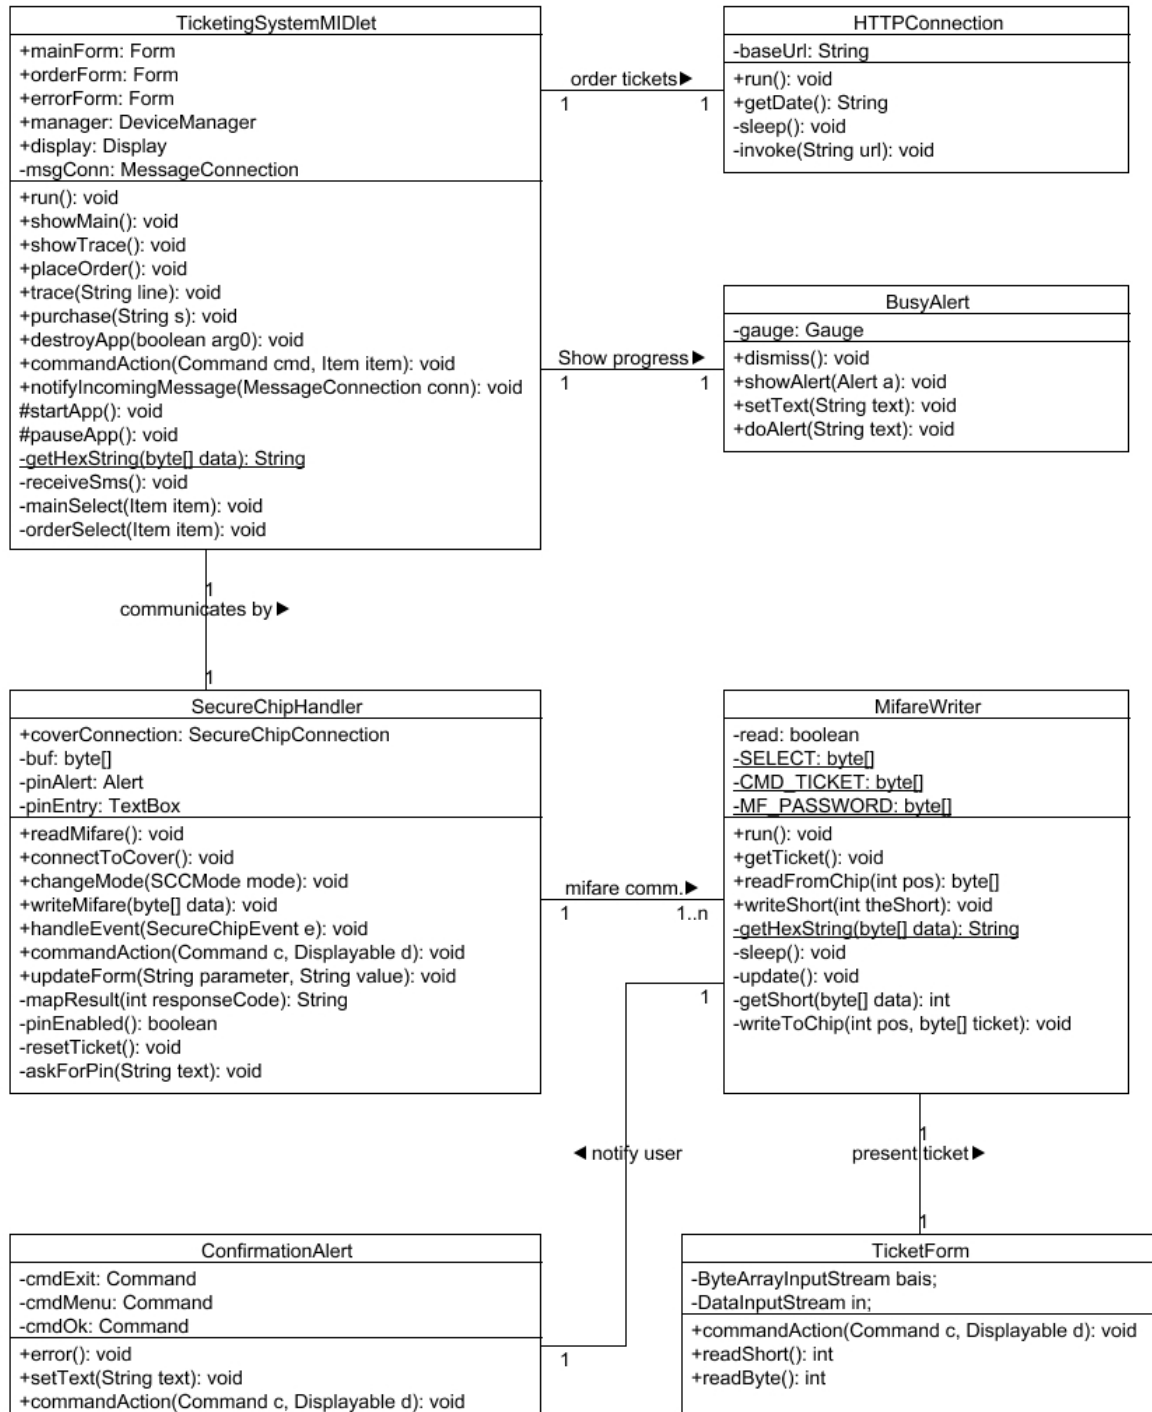 TicketingSystemMIDlet
+mainForm: Form
+orderForm: Form
+errorForm: Form
+manager: DeviceManager
+display: Display
-msgConn: MessageConnection
+run(): void
+showMain(): void
+showTrace(): void
+placeOrder(): void
+trace(String line): void
+purchase(String s): void
+destroyApp(boolean arg0): void
+commandAction(Command cmd, Item item): void
+notifyIncomingMessage(MessageConnection conn): void
#startApp(): void
#pauseApp(): void
-getHexString(byte[] data): String
-receiveSms(): void
-mainSelect(Item item): void
-orderSelect(Item item): void
order tickets►
1 1
HTTPConnection
-baseUrl: String
+run(): void
+getDate(): String
-sleep(): void
-invoke(String url): void
Show progress►
1 1
BusyAlert
-gauge: Gauge
+dismiss(): void
+showAlert(Alert a): void
+setText(String text): void
+doAlert(String text): void
1
communicates by►
1
SecureChipHandler
+coverConnection: SecureChipConnection
-buf: byte[]
-pinAlert: Alert
-pinEntry: TextBox
+readMifare(): void
+connectToCover(): void
+changeMode(SCCMode mode): void
+writeMifare(byte[] data): void
+handleEvent(SecureChipEvent e): void
+commandAction(Command c, Displayable d): void
+updateForm(String parameter, String value): void
-mapResult(int responseCode): String
-pinEnabled(): boolean
-resetTicket(): void
-askForPin(String text): void
mifare comm.►
1 1..n
MifareWriter
-read: boolean
-SELECT: byte[]
-CMD_TICKET: byte[]
-MF_PASSWORD: byte[]
+run(): void
+getTicket(): void
+readFromChip(int pos): byte[]
+writeShort(int theShort): void
-getHexString(byte[] data): String
-sleep(): void
-update(): void
-getShort(byte[] data): int
-writeToChip(int pos, byte[] ticket): void
1
◄notify user
1
1
present ticket►
1
ConfirmationAlert
-cmdExit: Command
-cmdMenu: Command
-cmdOk: Command
+error(): void
+setText(String text): void
+commandAction(Command c, Displayable d): void
TicketForm
-ByteArrayInputStream bais;
-DataInputStream in;
+commandAction(Command c, Displayable d): void
+readShort(): int
+readByte(): int